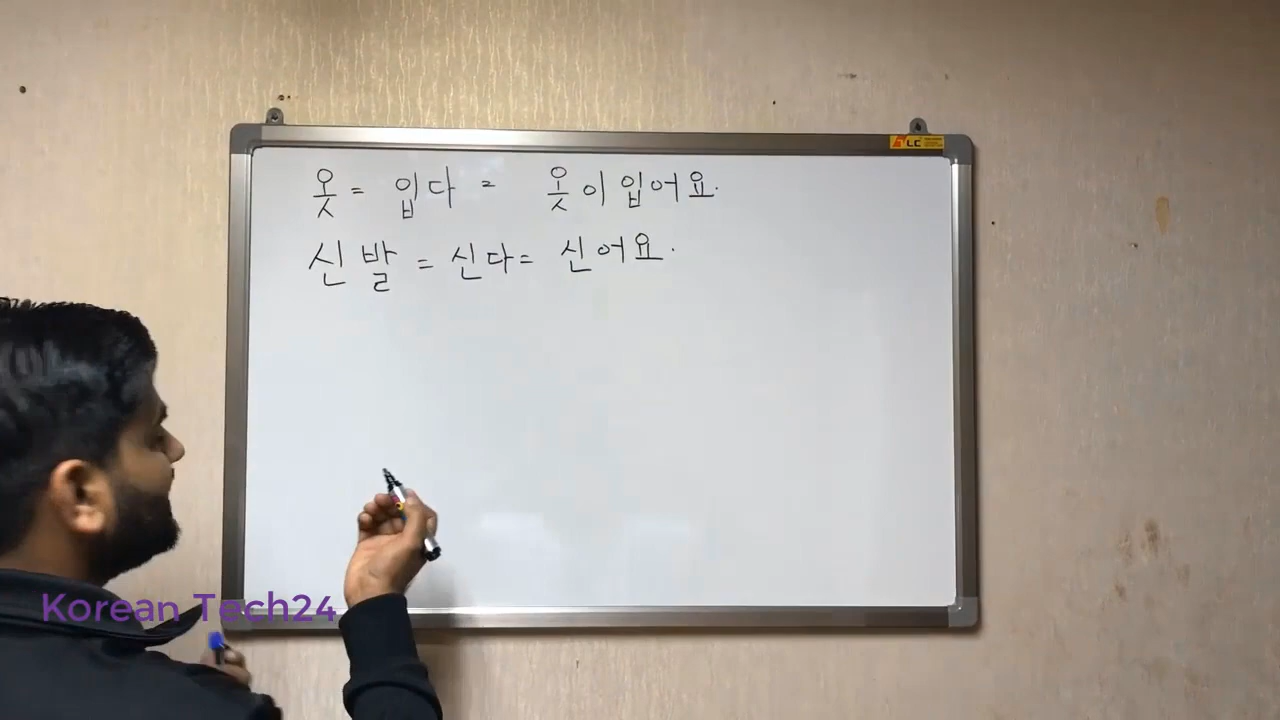 옷 = 입다 = 옷이 입어요.
신발 = 신다 = 신어요.
Korean Tech24